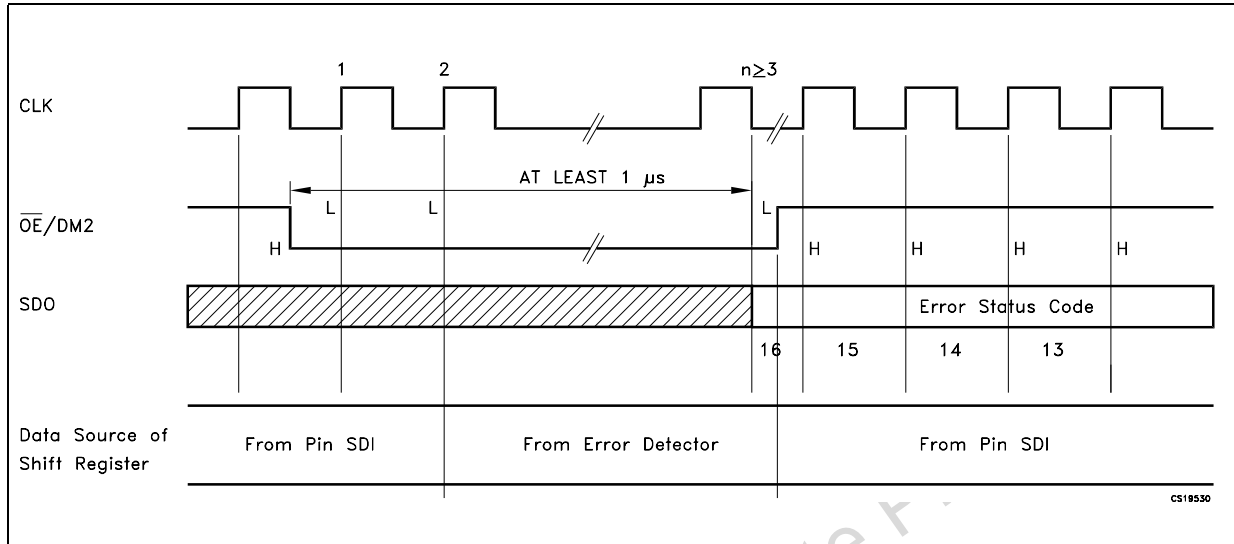 1 2 n≥3
CLK
AT LEAST 1 µs
L L L
OE/DM2
H H H H H
SDO Error Status Code
16 15 14 13
Data Source of
Shift Register
From Pin SDI From Error Detector From Pin SDI
CS19530